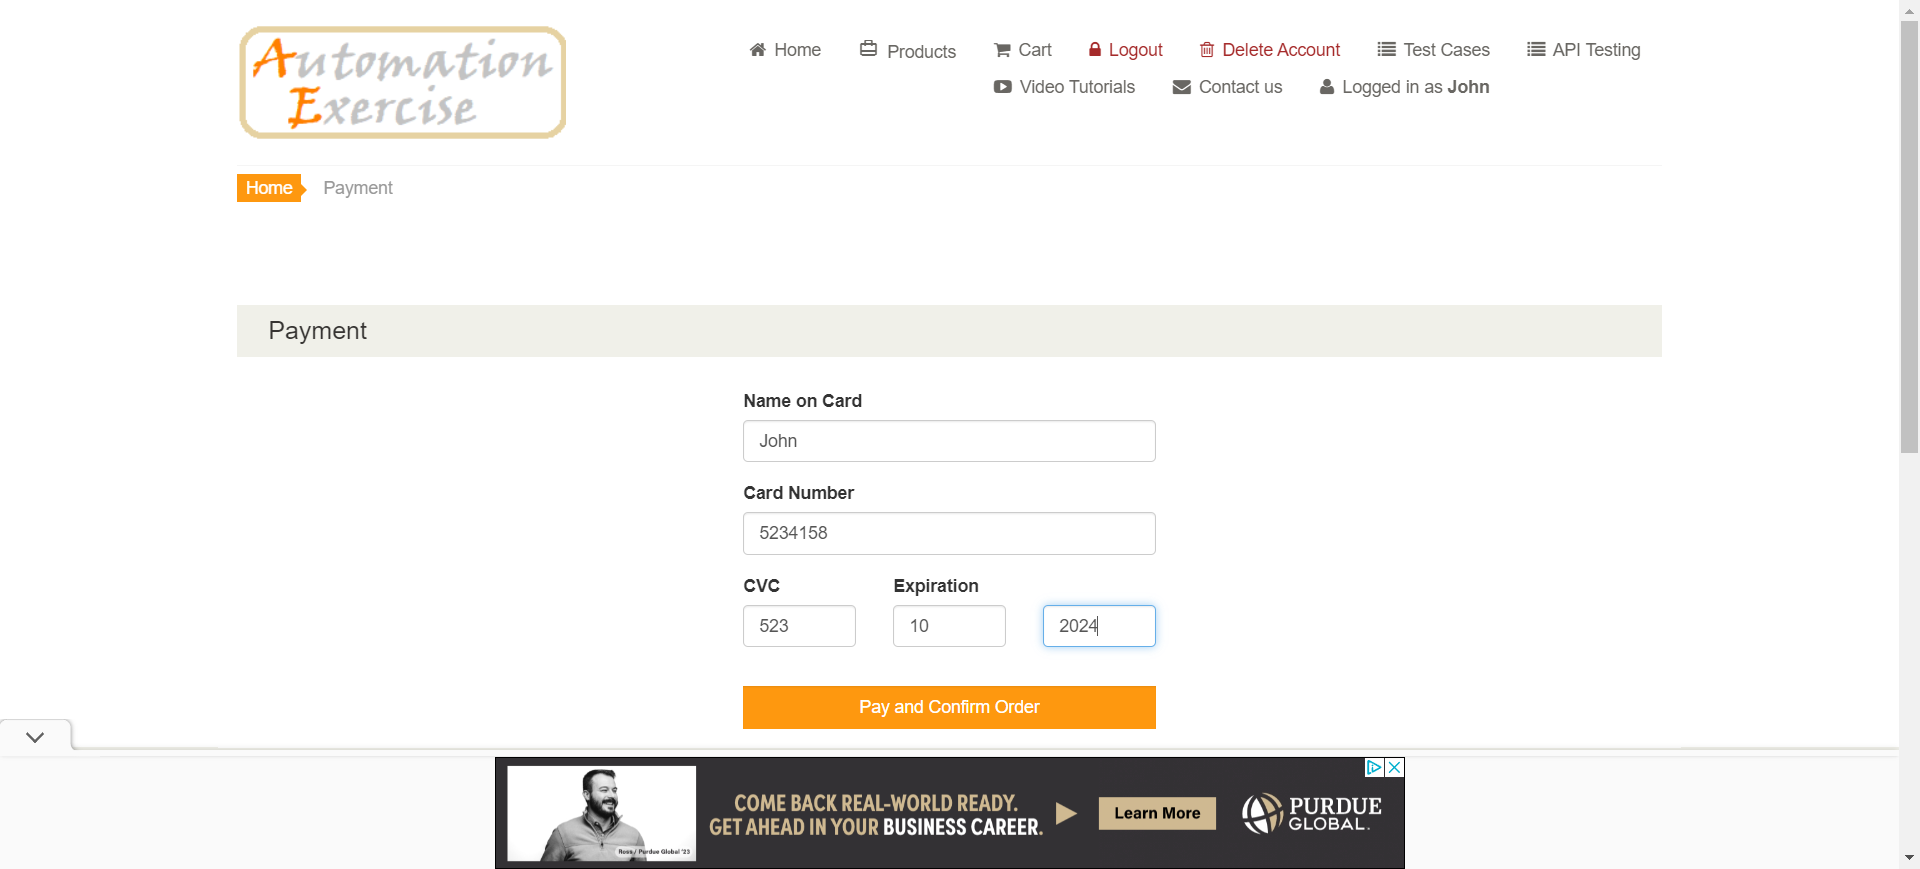 Automation
Exercise
Home
Products
Cart
Logout
Delete Account
Test Cases
API Testing
Video Tutorials
Contact us
Logged in as John
Home
Payment
Payment
Name on Card
John
Card Number
5234158
CVC
Expiration
523
10
2024
Pay and Confirm Order
COME BACK REAL-WORLD READY.
GET AHEAD IN YOUR BUSINESS CAREER.
Learn More
PURDUE
GLOBAL.
Ross / Purdue Global '23